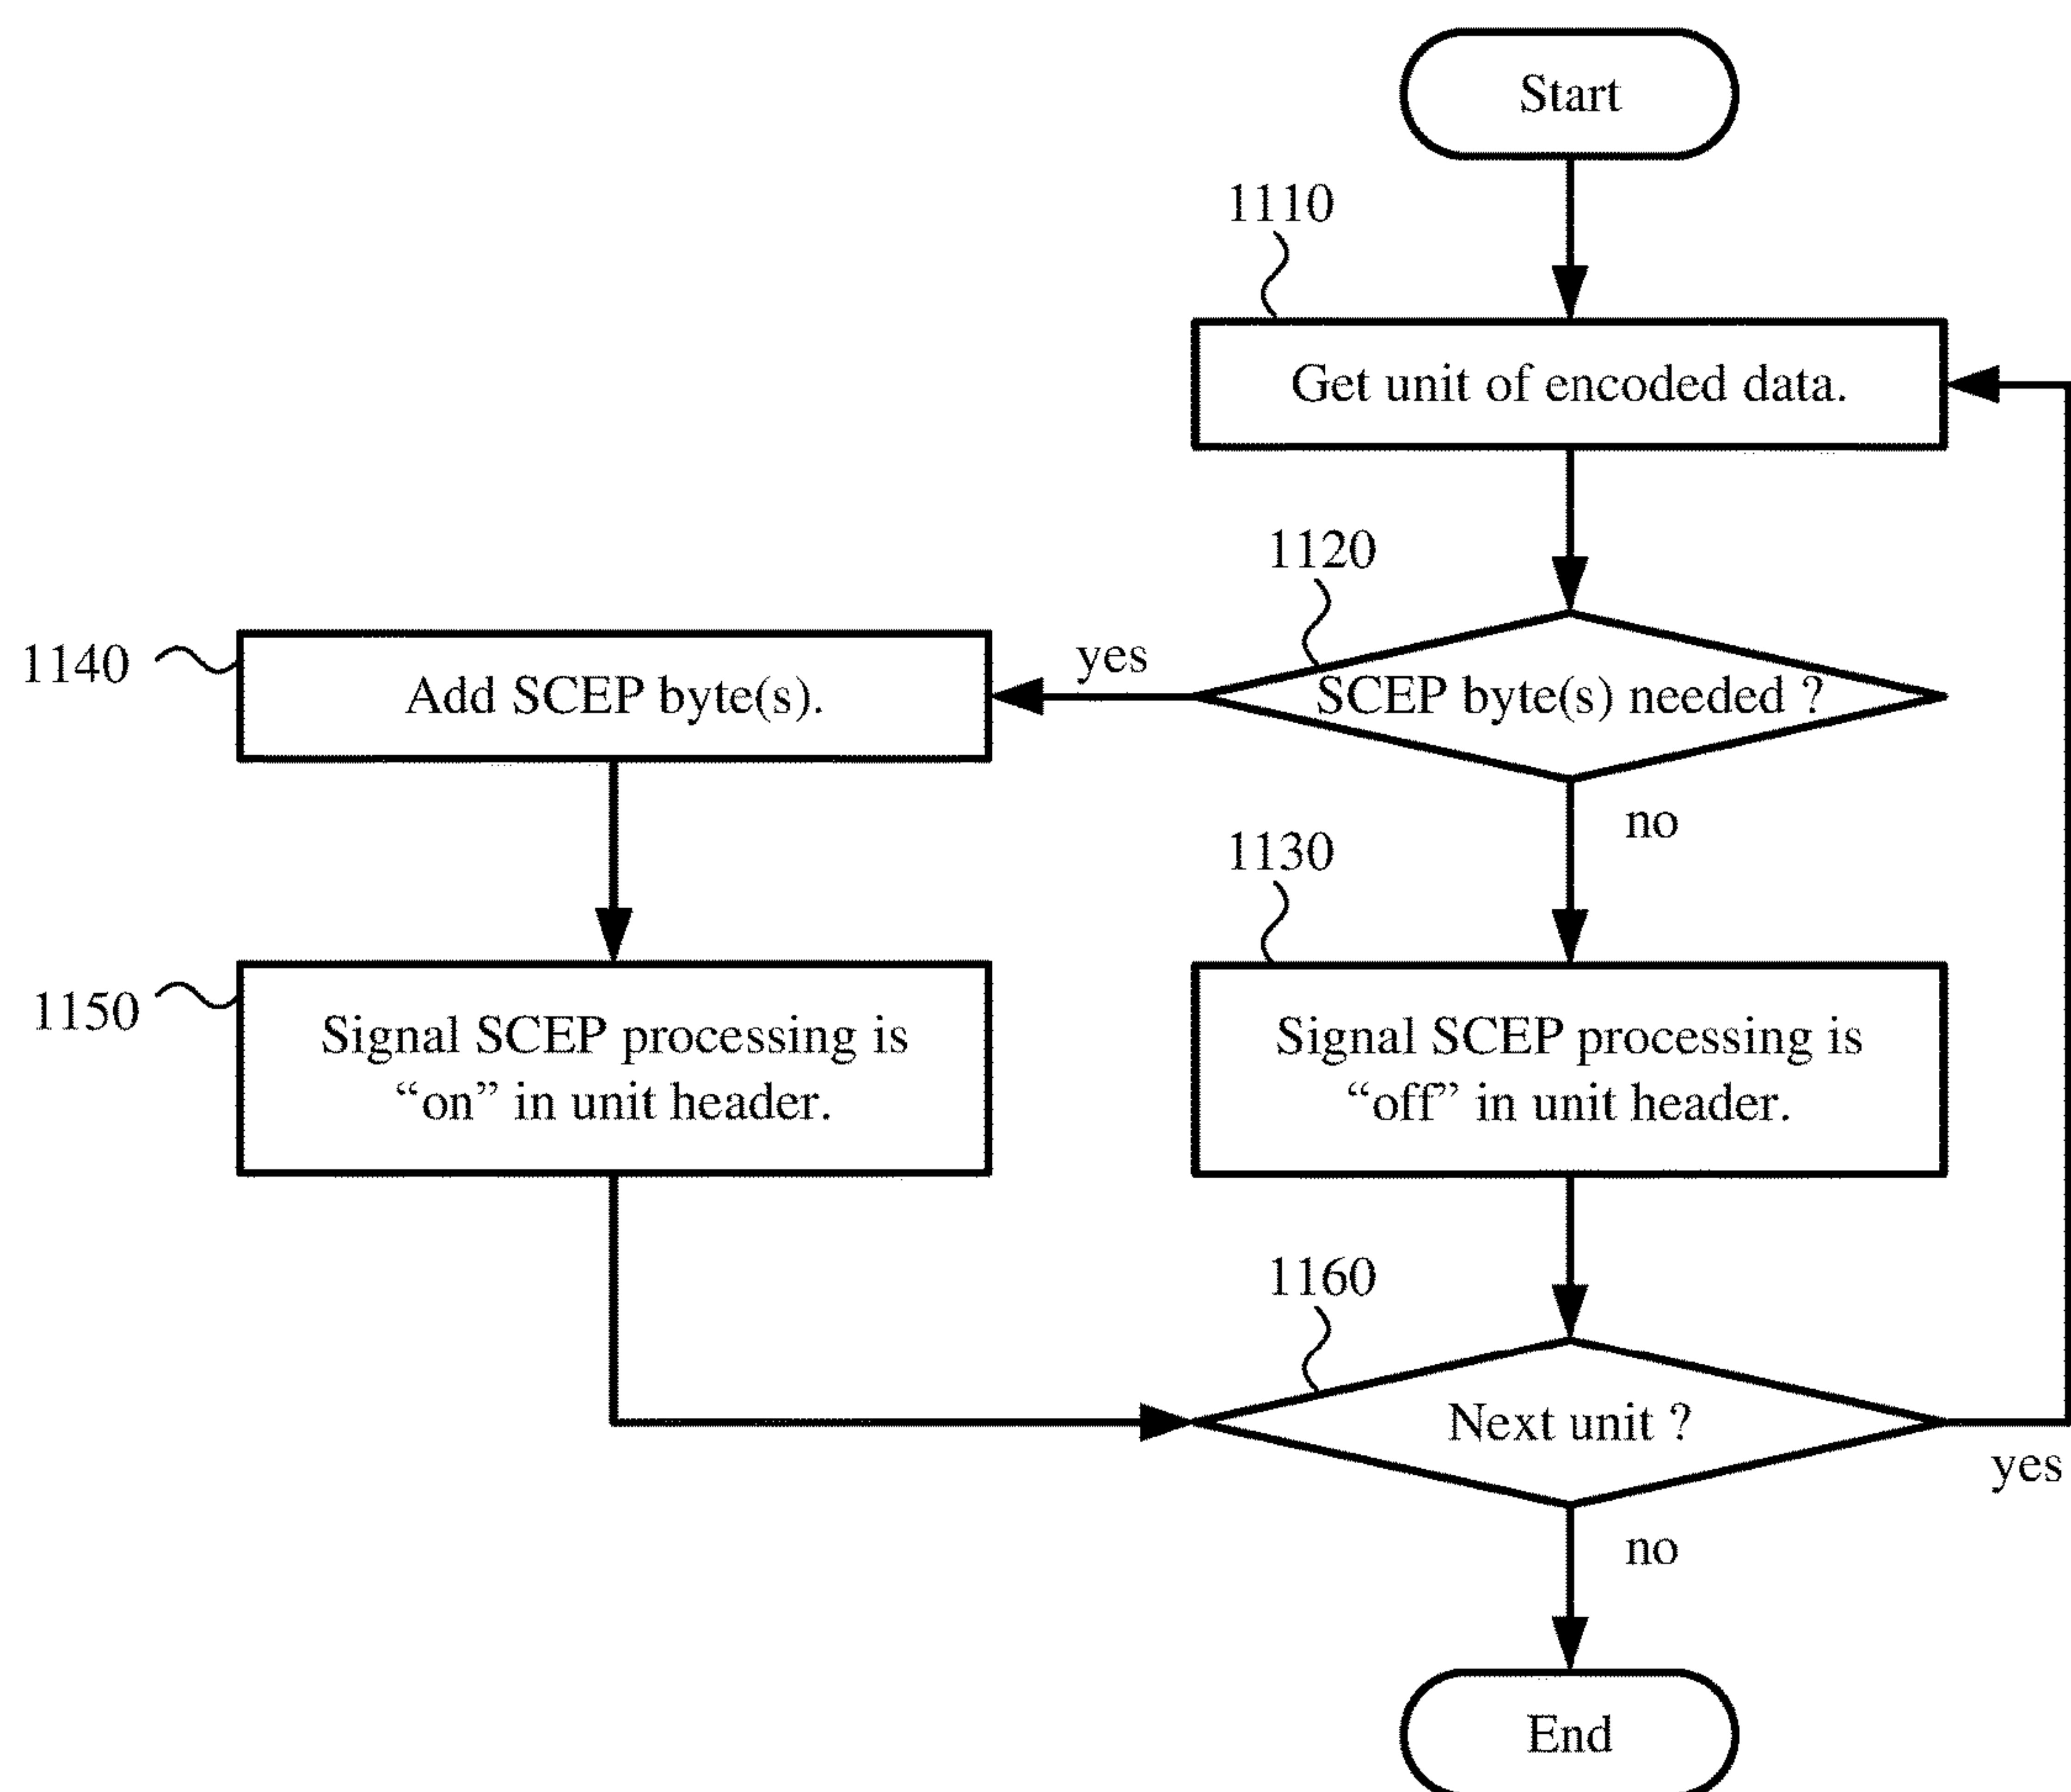 Start
1110
Get unit of encoded data.
1120
1140
Add SCEP byte(s).
yes
SCEP byte(s) needed ?
no
1130
1150
Signal SCEP processing is
“on” in unit header.
Signal SCEP processing is
“off” in unit header.
1160
Next unit ?
yes
no
End